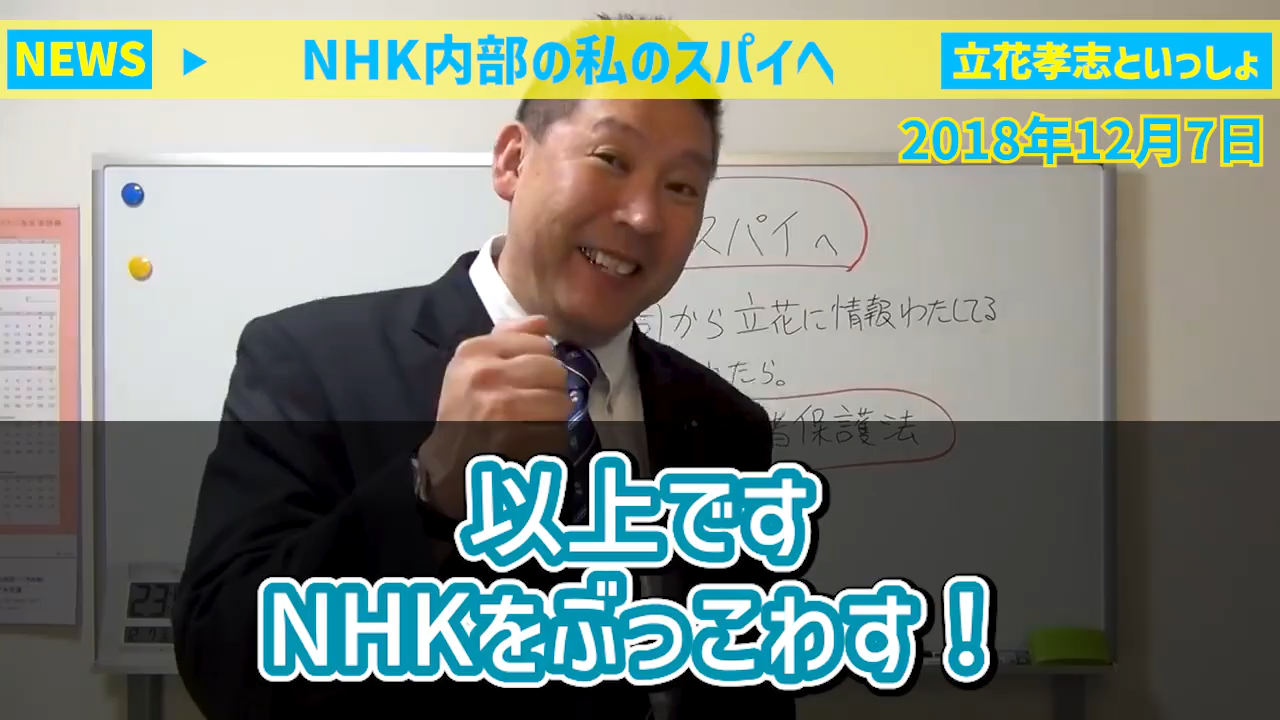 NEWS
NHK内部の私のスパイへ
立花孝志といっしょ
2018年12月7日
スパイへ
から立花に情報わたしてる
たら。
者保護法
以上です
NHKをぶっこわす！